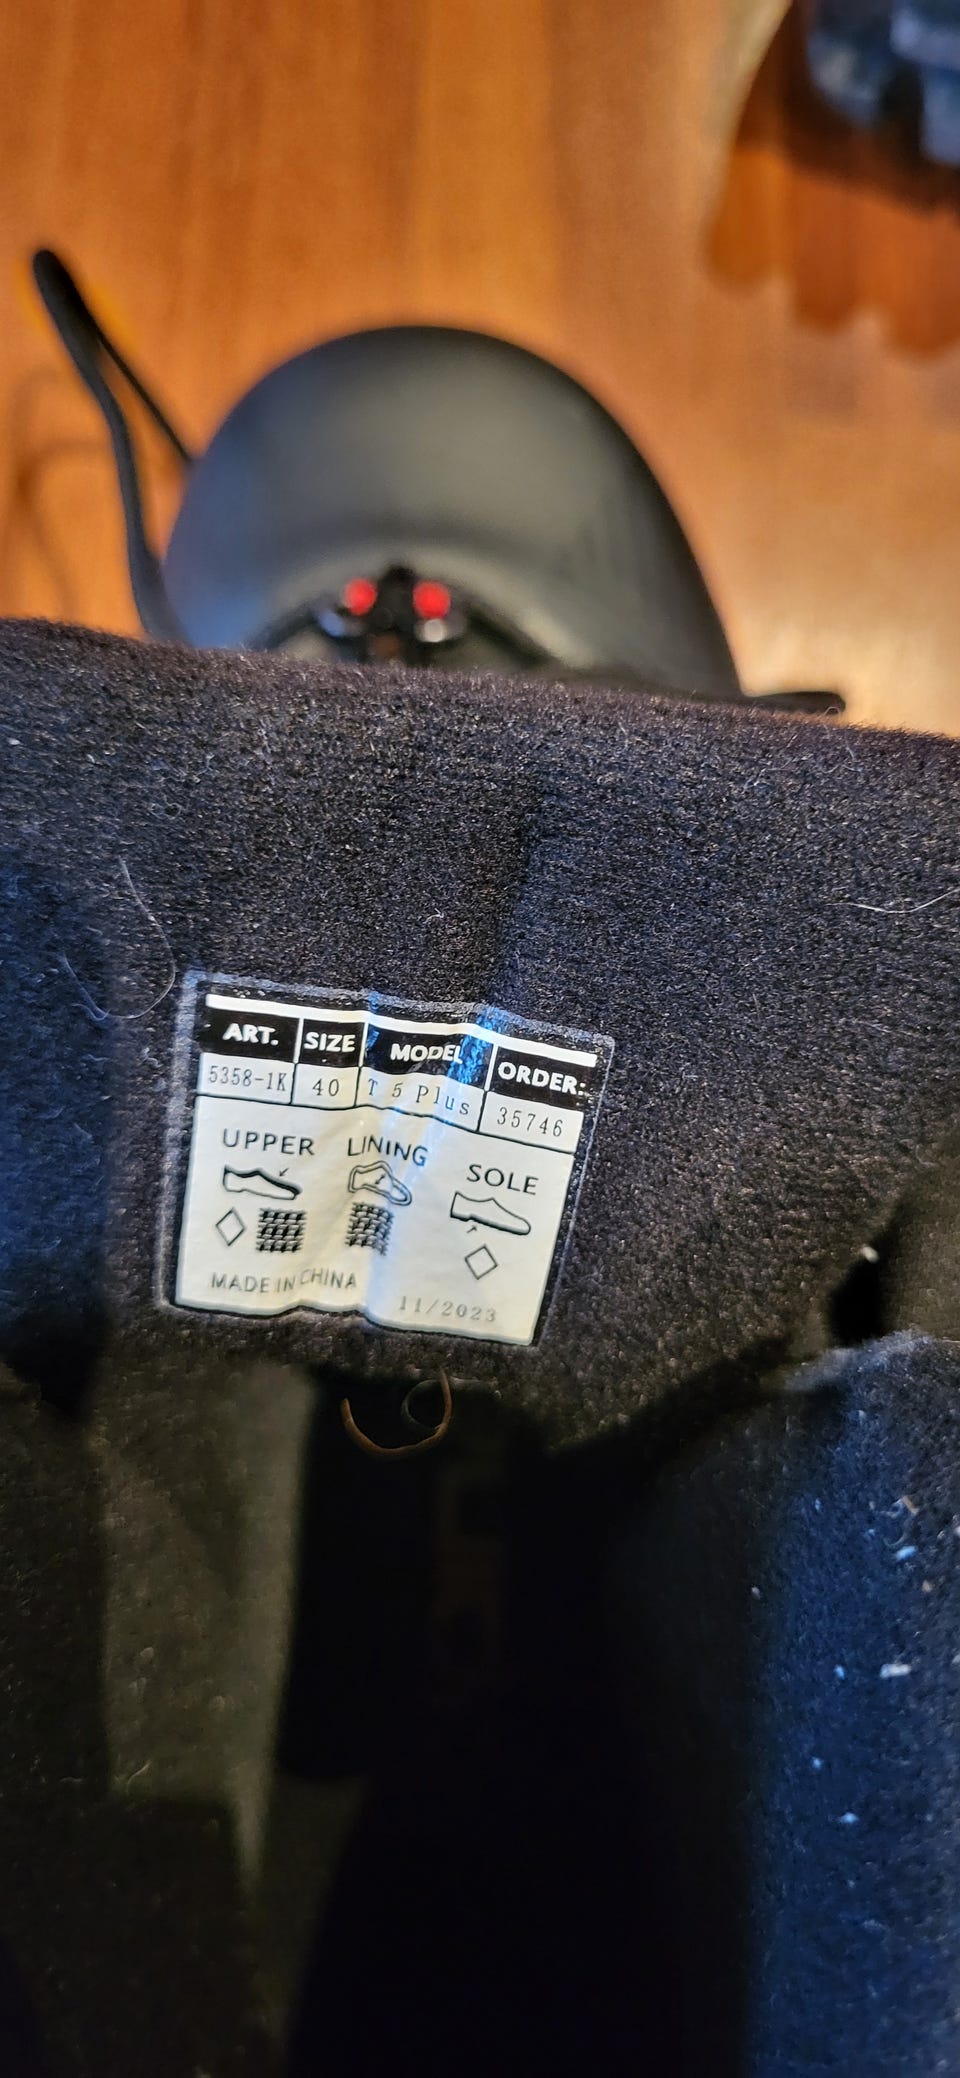 ART. SIZE MODEL ORDER:
5358-1K 40 T 5 Plus 35746
UPPER LINING SOLE
MADE IN CHINA 11/2023